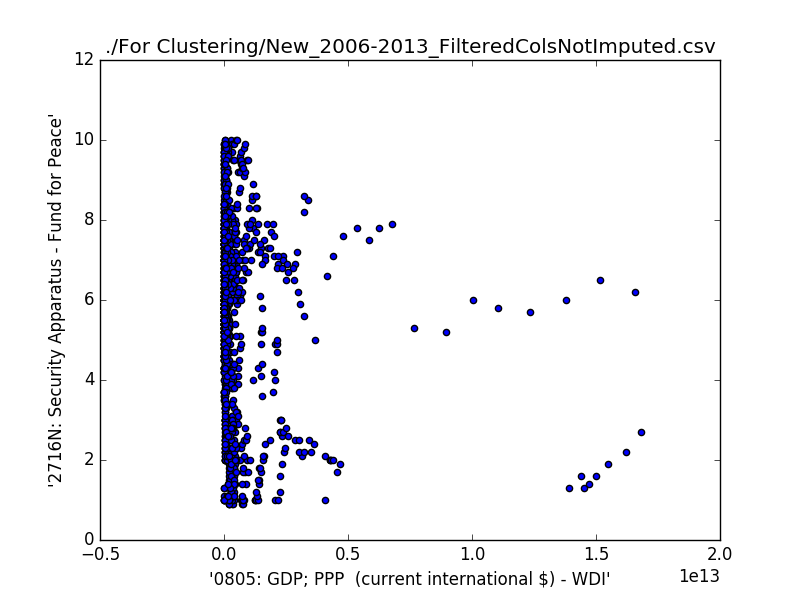 ./For Clustering/New_2006-2013_FilteredColsNotImputed.csv
12
10
8
6
4
2
0
'2716N: Security Apparatus - Fund for Peace'
−0.5 0.0 0.5 1.0 1.5 2.0
1e13
'0805: GDP; PPP  (current international $) - WDI'